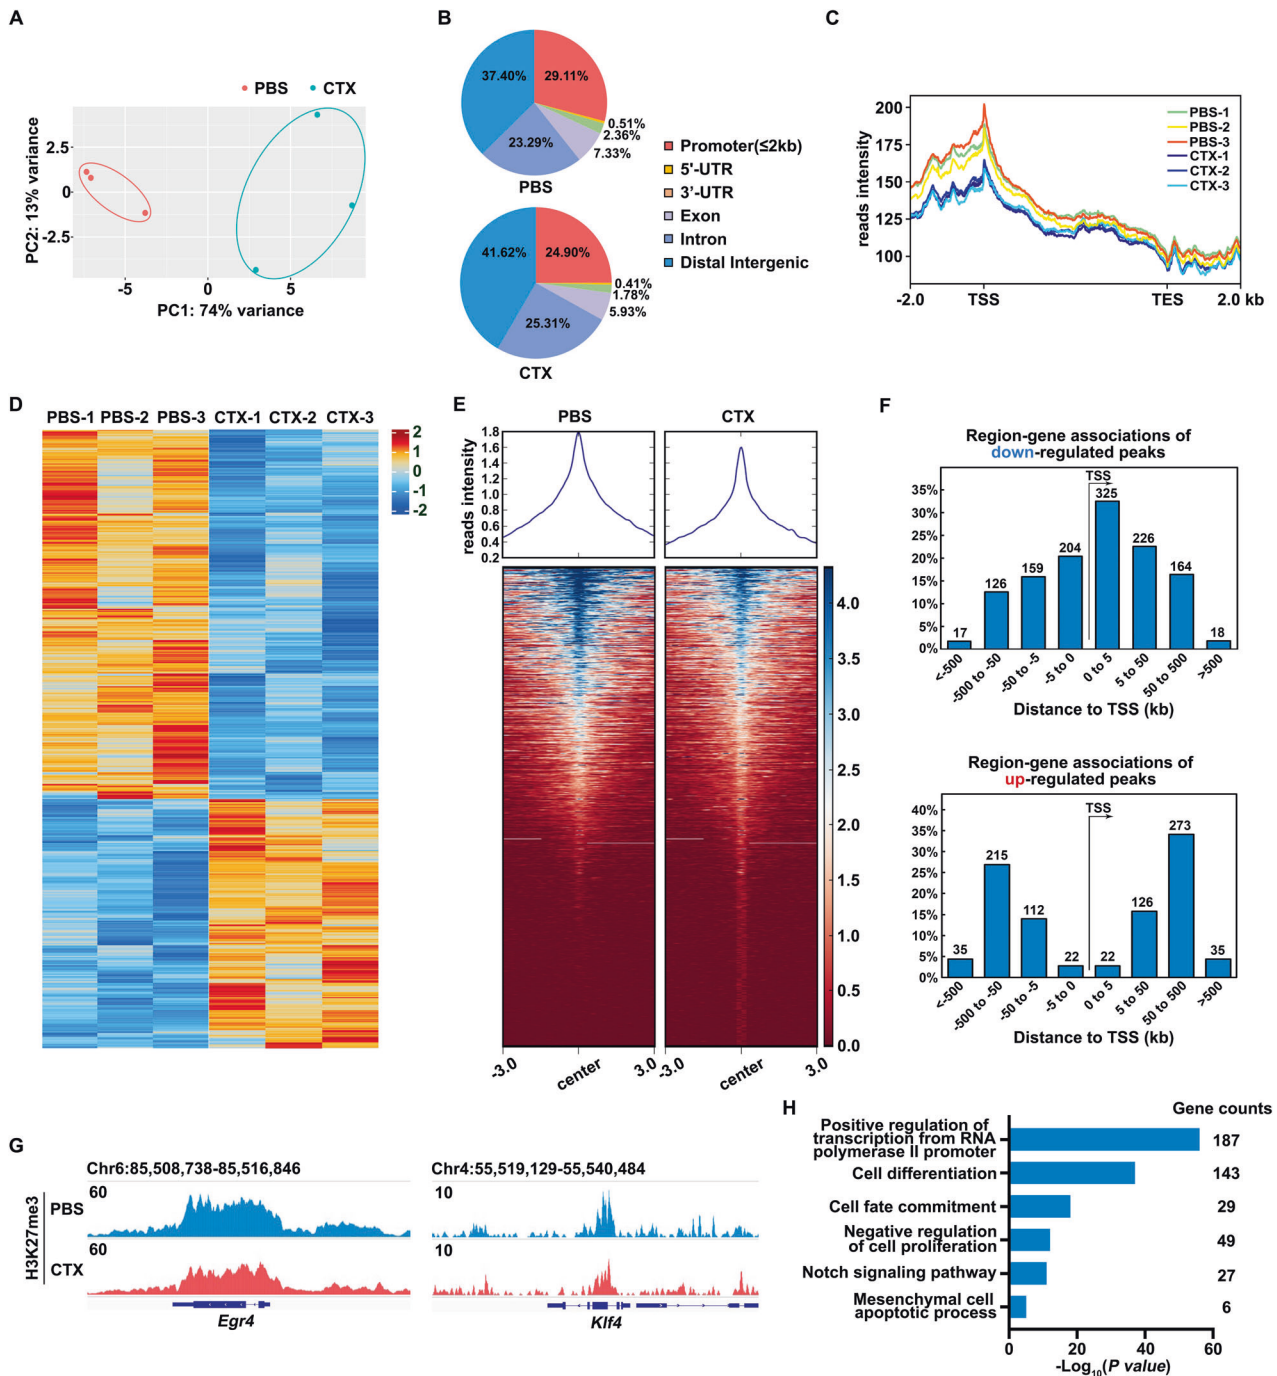 A
PBS CTX
2.5
0
-2.5
PC2: 13% variance
-5 0 5
PC1: 74% variance
B
37.40% 29.11%
0.51%
2.36%
7.33%
23.29%
PBS
41.62% 24.90%
0.41%
1.78%
5.93%
25.31%
CTX
Promoter(≤2kb)
5'-UTR
3'-UTR
Exon
Intron
Distal Intergenic
C
reads intensity
200
175
150
125
100
-2.0 TSS TES 2.0 kb
PBS-1
PBS-2
PBS-3
CTX-1
CTX-2
CTX-3
D
PBS-1 PBS-2 PBS-3 CTX-1 CTX-2 CTX-3
2
1
0
-1
-2
E
PBS CTX
reads intensity
1.8
1.6
1.4
1.2
1.0
0.8
0.6
0.4
0.2
4.0
3.5
3.0
2.5
2.0
1.5
1.0
0.5
0.0
-3.0 center 3.0 -3.0 center 3.0
F
Region-gene associations of
down-regulated peaks
TSS
35%
30%
25%
20%
15%
10%
5%
0%
17 126 159 204 325 226 164 18
<-500 -500 to -50 -50 to -5 -5 to 0 0 to 5 5 to 50 50 to 500 >500
Distance to TSS (kb)
Region-gene associations of
up-regulated peaks
TSS
40%
35%
30%
25%
20%
15%
10%
5%
0%
35 215 112 22 22 126 273 35
<-500 -500 to -50 -50 to -5 -5 to 0 0 to 5 5 to 50 50 to 500 >500
Distance to TSS (kb)
G
Chr6:85,508,738-85,516,846 Chr4:55,519,129-55,540,484
H3K27me3
PBS 60 10
CTX 60 10
Egr4 Klf4
H
Gene counts
Positive regulation of
transcription from RNA
polymerase II promoter 187
Cell differentiation 143
Cell fate commitment 29
Negative regulation
of cell proliferation 49
Notch signaling pathway 27
Mesenchymal cell
apoptotic process 6
0 20 40 60
-Log10(P value)